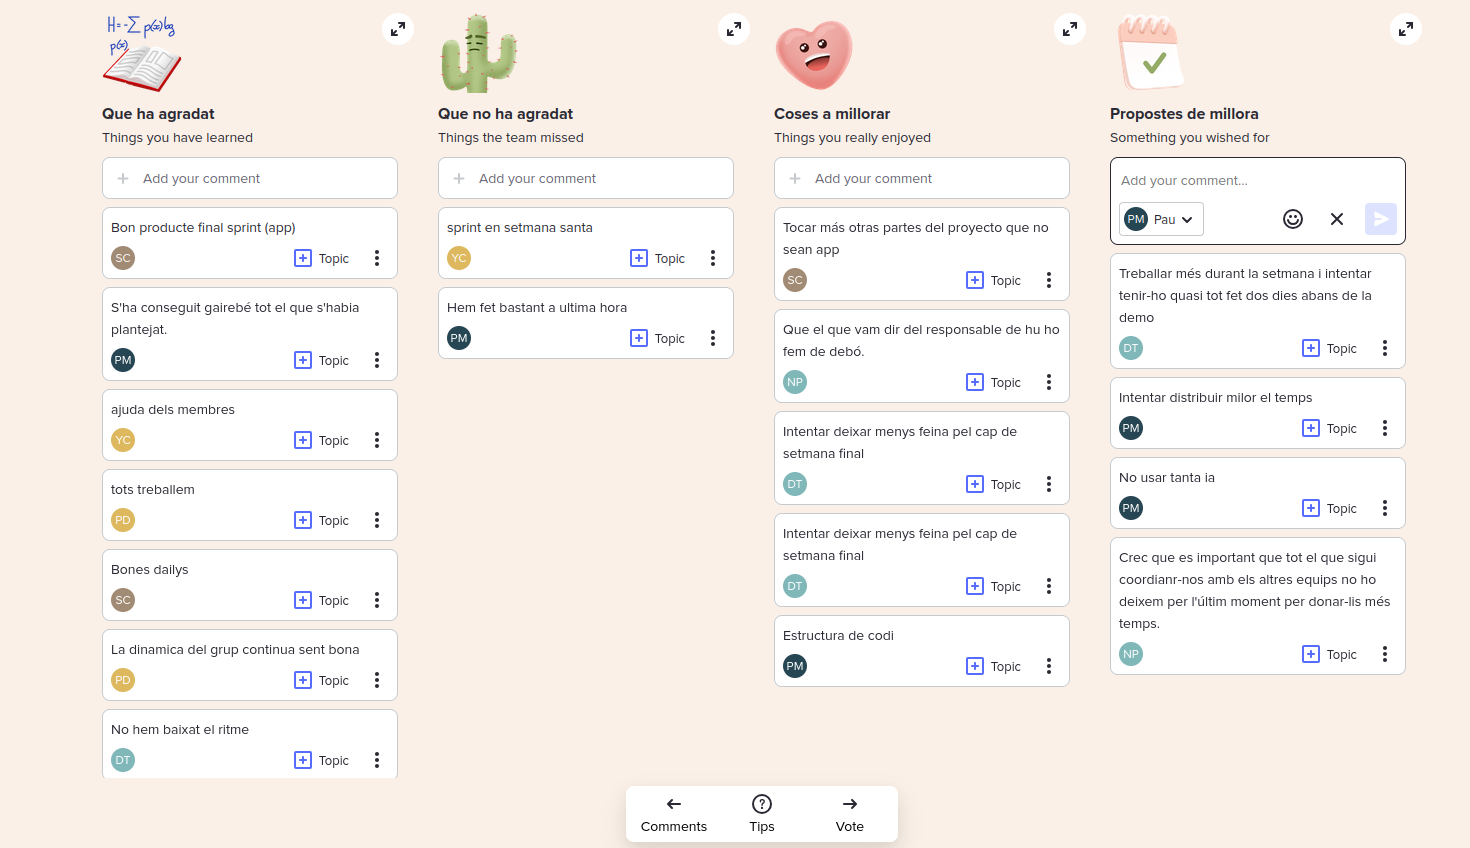 H=-∑ p(x)log
p(x)
Que ha agradat
Things you have learned
Add your comment
Bon producte final sprint (app)
SC
Topic
S'ha conseguit gairebé tot el que s'habia
plantejat.
PM
Topic
ajuda dels membres
YC
Topic
tots treballem
PD
Topic
Bones dailys
SC
Topic
La dinamica del grup continua sent bona
PD
Topic
No hem baixat el ritme
DT
Topic
Que no ha agradat
Things the team missed
Add your comment
sprint en setmana santa
YC
Topic
Hem fet bastant a ultima hora
PM
Topic
Coses a millorar
Things you really enjoyed
Add your comment
Tocar más otras partes del proyecto que no
sean app
SC
Topic
Que el que vam dir del responsable de hu ho
fem de debó.
NP
Topic
Intentar deixar menys feina pel cap de
setmana final
DT
Topic
Intentar deixar menys feina pel cap de
setmana final
DT
Topic
Estructura de codi
PM
Topic
Propostes de millora
Something you wished for
Add your comment...
PM Pau
Treballar més durant la setmana i intentar
tenir-ho quasi tot fet dos dies abans de la
demo
DT
Topic
Intentar distribuir milor el temps
PM
Topic
No usar tanta ia
PM
Topic
Crec que es important que tot el que sigui
coordianr-nos amb els altres equips no ho
deixem per l'últim moment per donar-lis més
temps.
NP
Topic
Comments
Tips
Vote